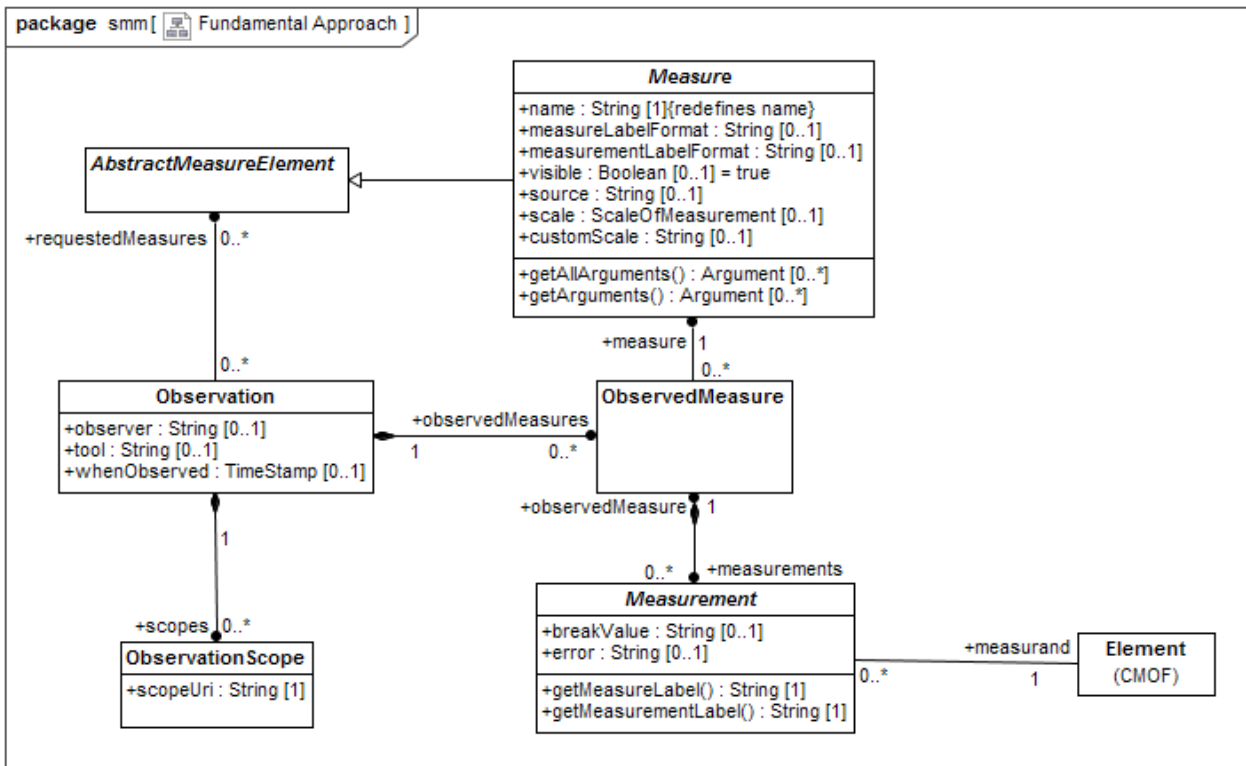 package smm[ Fundamental Approach ]
Measure
+name : String [1]{redefines name}
+measureLabelFormat : String [0..1]
+measurementLabelFormat : String [0..1]
+visible : Boolean [0..1] = true
+source : String [0..1]
+scale : ScaleOfMeasurement [0..1]
+customScale : String [0..1]
+getAllArguments() : Argument [0..*]
+getArguments() : Argument [0..*]
AbstractMeasureElement
+requestedMeasures
0..*
0..*
+measure
1
0..*
Observation
+observer : String [0..1]
+tool : String [0..1]
+whenObserved : TimeStamp [0..1]
+observedMeasures
1
0..*
ObservedMeasure
+observedMeasure
1
1
0..*
+measurements
+scopes
0..*
ObservationScope
+scopeUri : String [1]
Measurement
+breakValue : String [0..1]
+error : String [0..1]
+getMeasureLabel() : String [1]
+getMeasurementLabel() : String [1]
+measurand
0..*
1
Element
(CMOF)